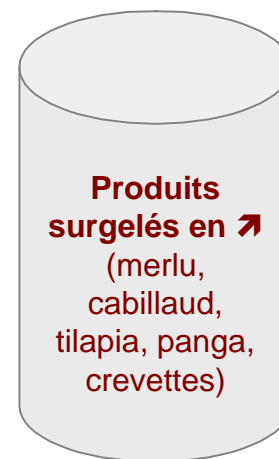 Produits
surgelés en ↗
(merlu,
cabillaud,
tilapia, panga,
crevettes)